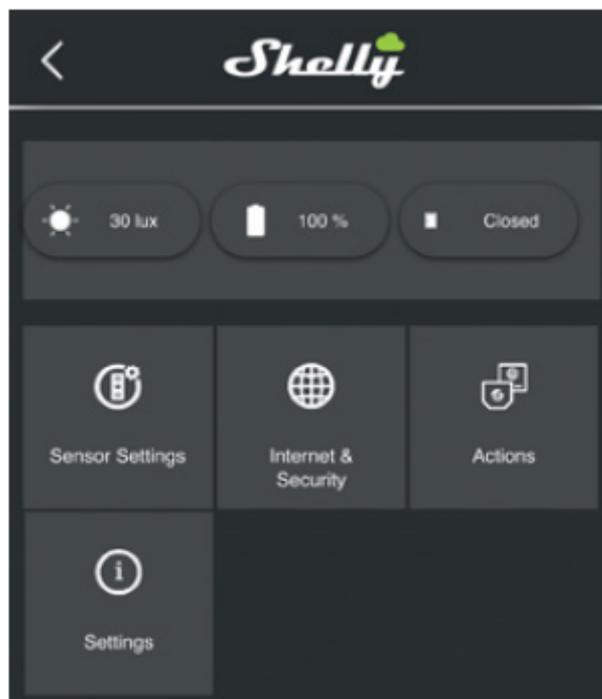 Shelly
30 lux
100 %
Closed
Sensor Settings
Internet &
Security
Actions
Settings